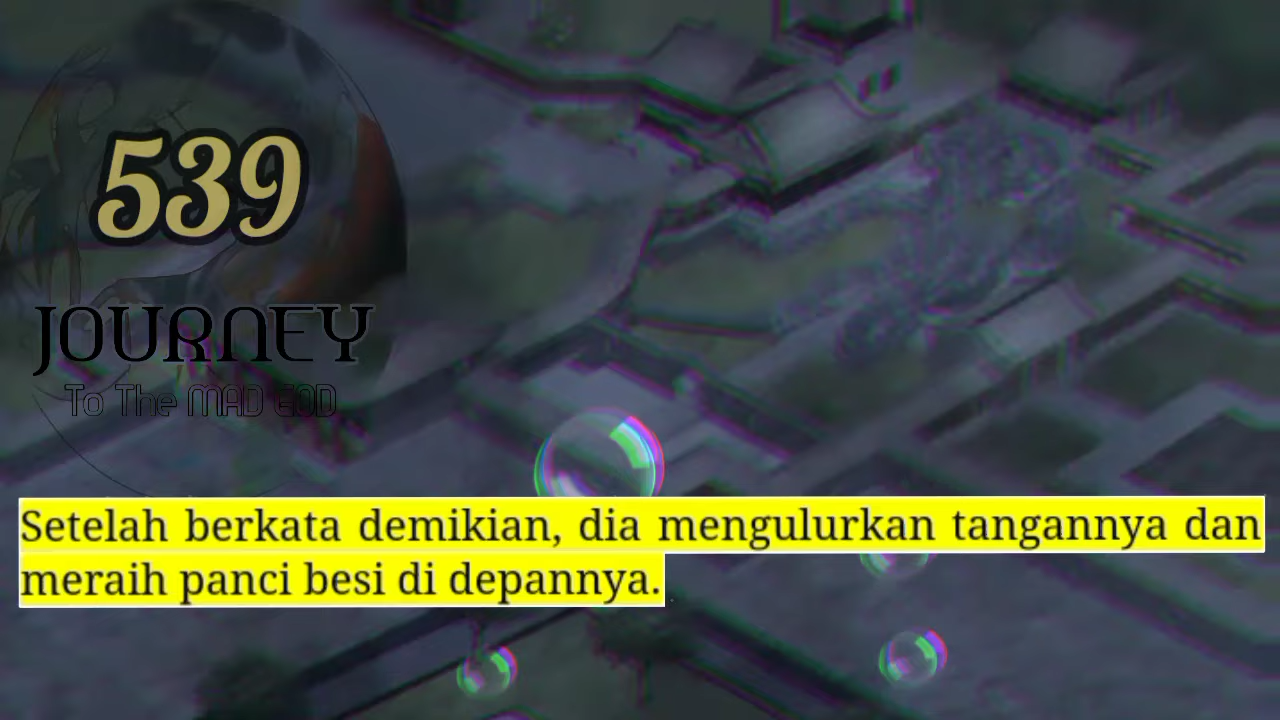 539
JOURNEY
To The MAD GOD
Setelah berkata demikian, dia mengulurkan tangannya dan
meraih panci besi di depannya.